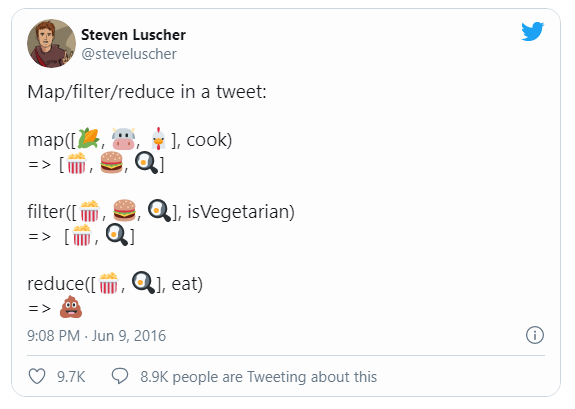 Steven Luscher
@steveluscher
Map/filter/reduce in a tweet:
map([🌽, 🐮, 🐔], cook)
=> [🍿, 🍔, 🍳]
filter([🍿, 🍔, 🍳], isVegetarian)
=> [🍿, 🍳]
reduce([🍿, 🍳], eat)
=> 💩
9:08 PM · Jun 9, 2016
9.7K 8.9K people are Tweeting about this